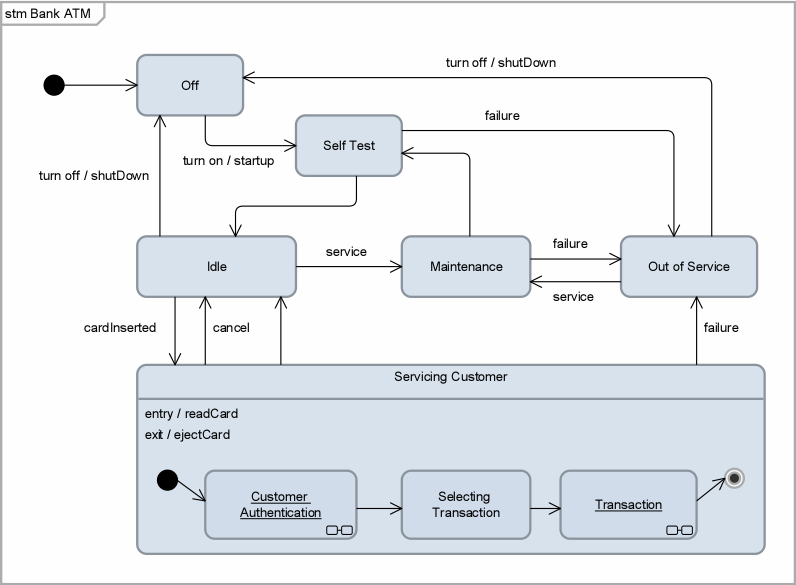 stm Bank ATM
turn off / shutDown
Off
failure
Self Test
turn on / startup
turn off / shutDown
Idle
service
Maintenance
failure
service
Out of Service
cardInserted
cancel
failure
Servicing Customer
entry / readCard
exit / ejectCard
Customer
Authentication
Selecting
Transaction
Transaction